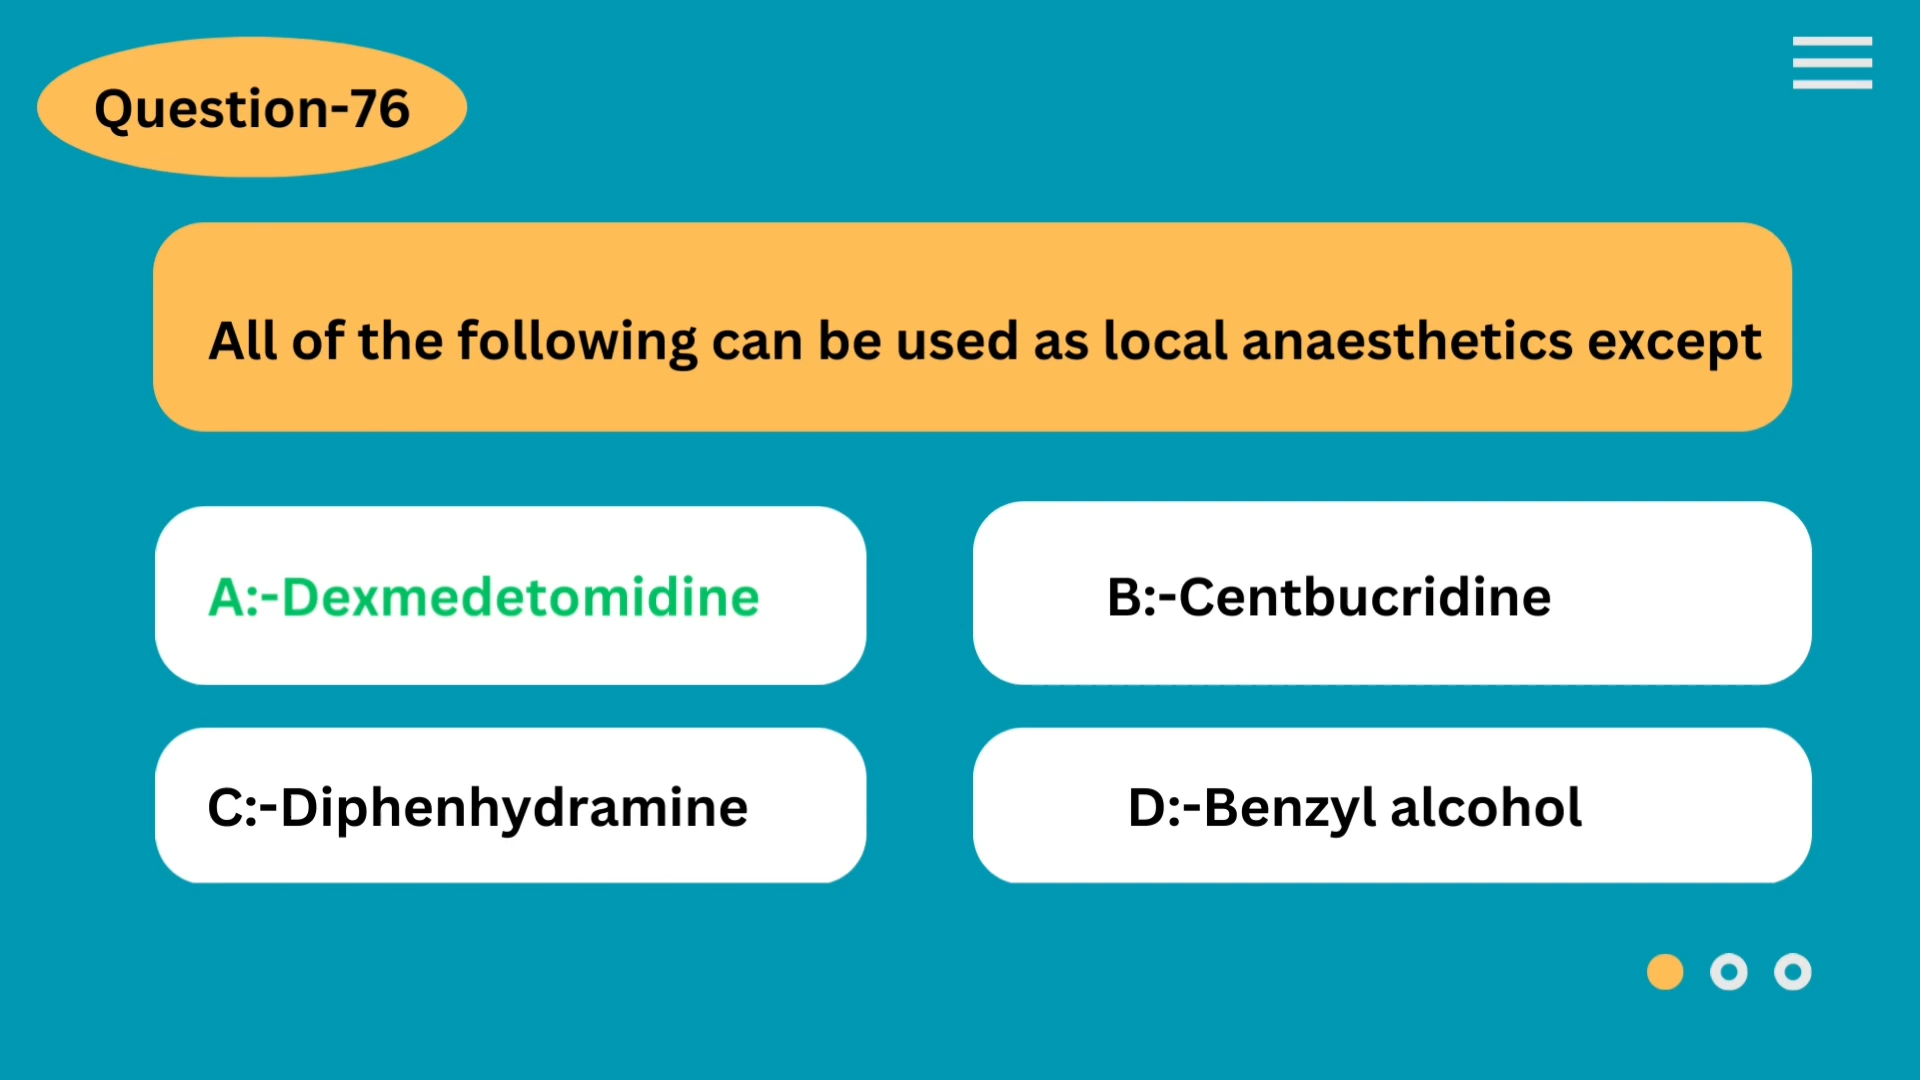 Question-76
All of the following can be used as local anaesthetics except
A:-Dexmedetomidine
B:-Centbucridine
C:-Diphenhydramine
D:-Benzyl alcohol